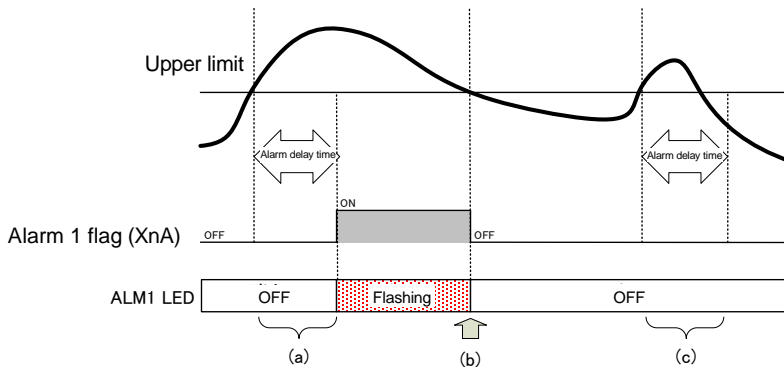 Upper limit
Alarm delay time
Alarm delay time
ON
Alarm 1 flag (XnA)
OFF
OFF
ALM1 LED
OFF
Flashing
OFF
(a)
(b)
(c)